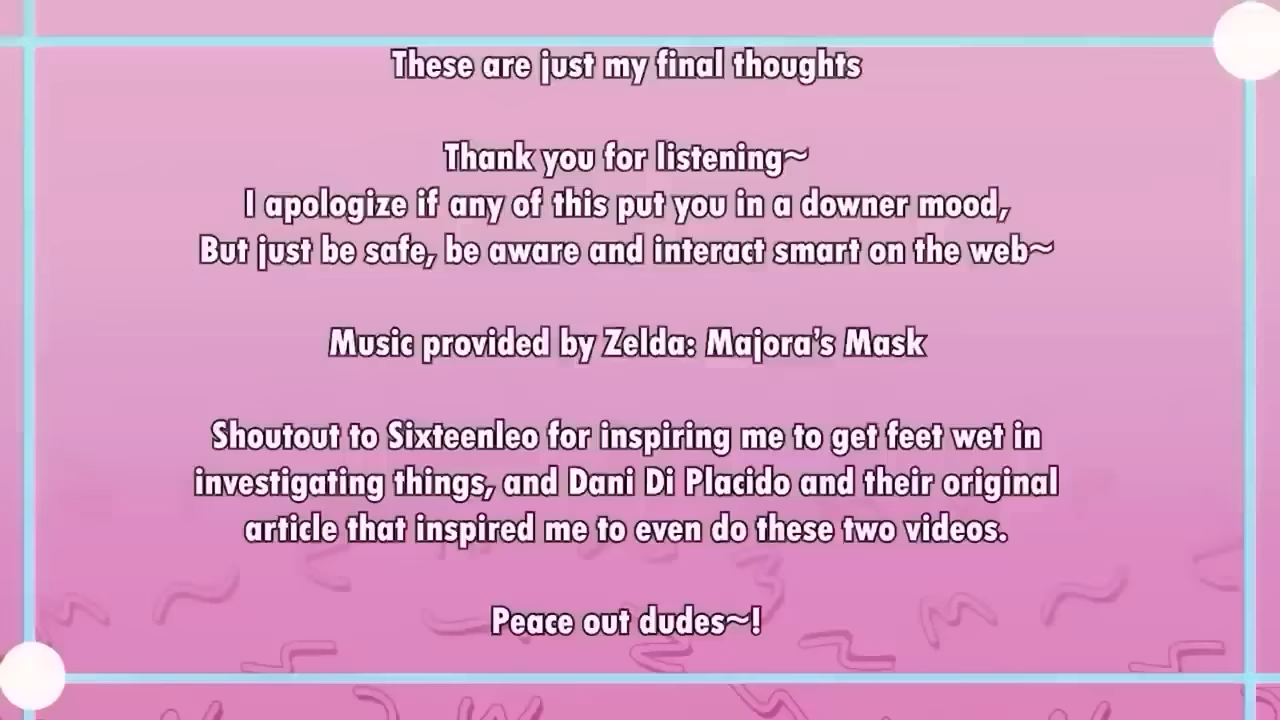 These are just my final thoughts
Thank you for listening~
I apologize if any of this put you in a downer mood,
But just be safe, be aware and interact smart on the web~
Music provided by Zelda: Majora's Mask
Shoutout to Sixteenleo for inspiring me to get feet wet in
investigating things, and Dani Di Placido and their original
article that inspired me to even do these two videos.
Peace out dudes~!